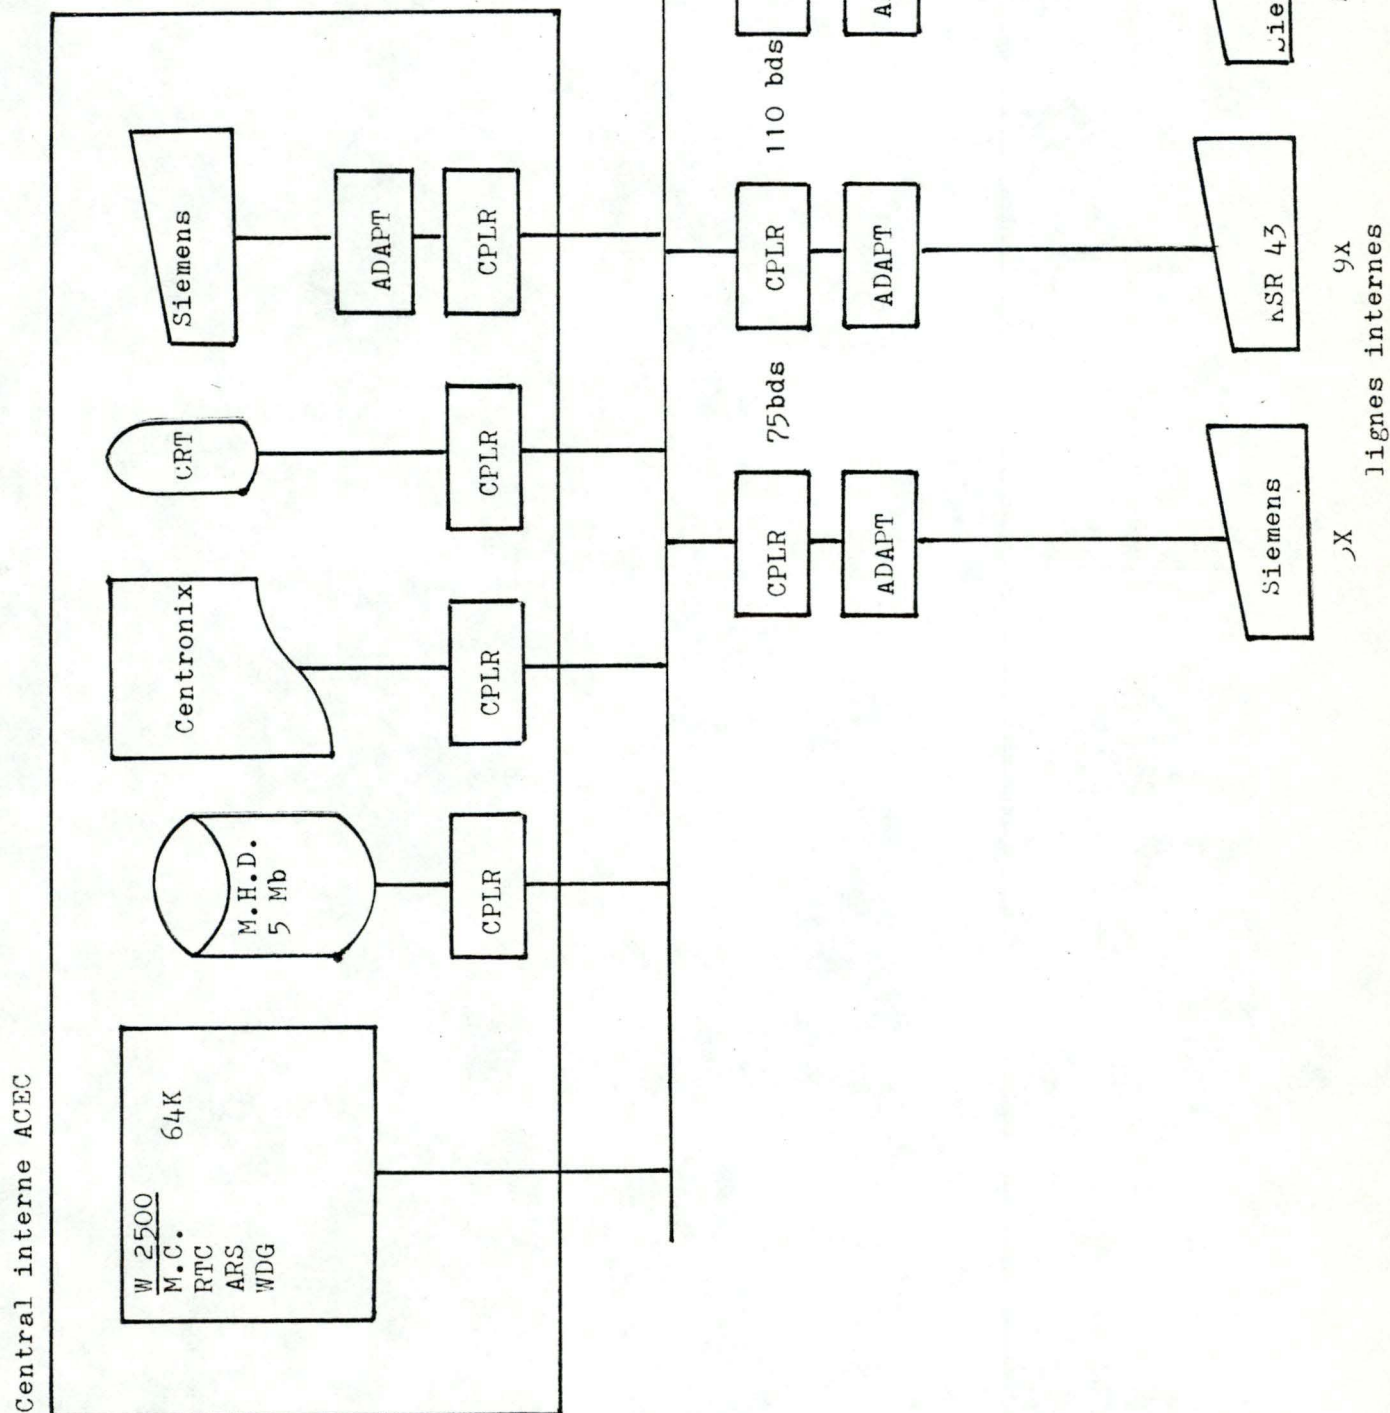 Central interne ACEC
W 2500
M.C. 64K
RTC
ARS
WDG
M.H.D.
5 Mb
CPLR
Centronix
CPLR
CRT
CPLR
Siemens
ADAPT
CPLR
75bds
CPLR
ADAPT
Siemens
110 bds
CPLR
ADAPT
KSR 43
9X
lignes internes